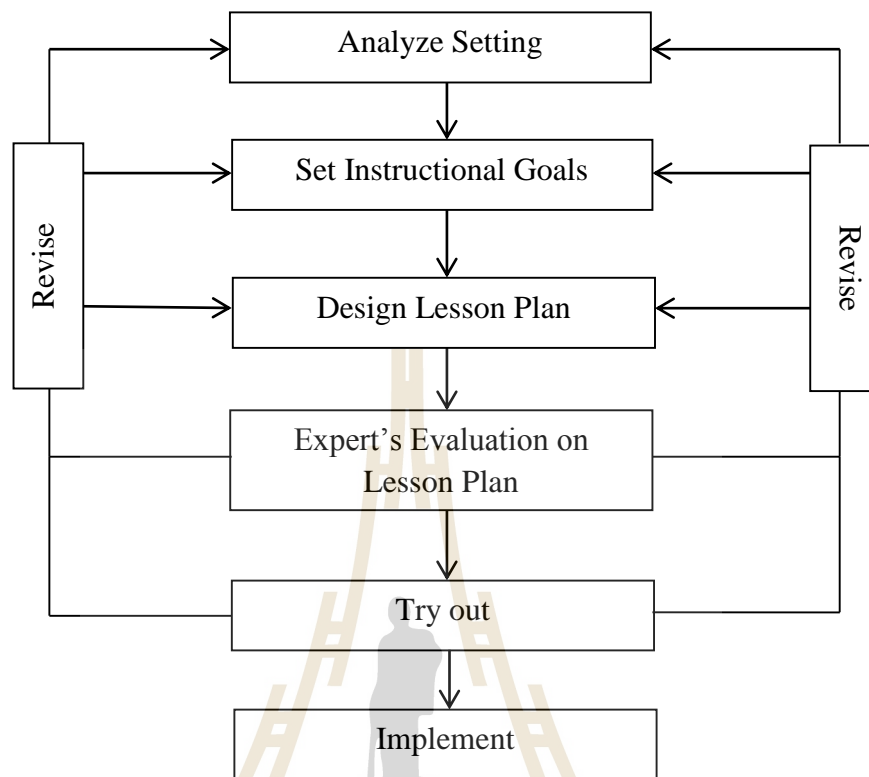 Analyze Setting
Set Instructional Goals
Revise
Revise
Design Lesson Plan
Expert’s Evaluation on
Lesson Plan
Try out
Implement